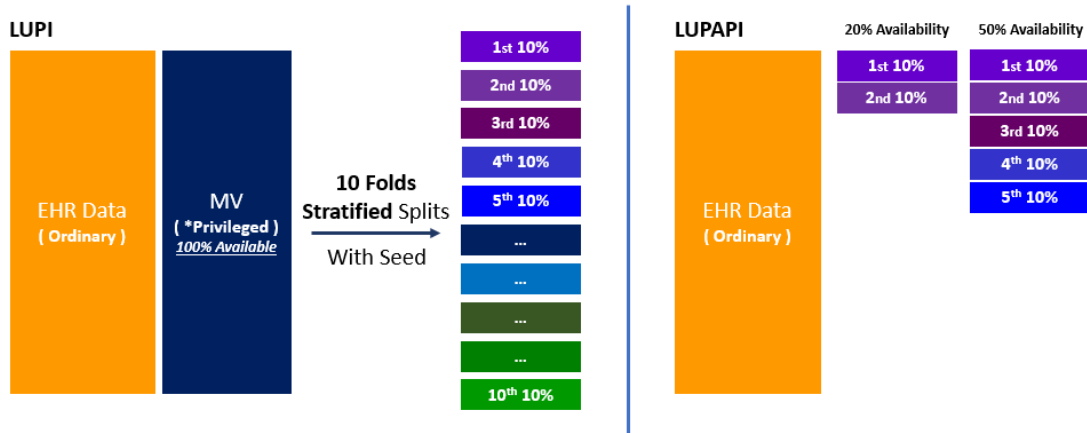 LUPI
EHR Data
( Ordinary )
MV
( *Privileged )
100% Available
10 Folds
Stratified Splits
With Seed
1st 10%
2nd 10%
3rd 10%
4th 10%
5th 10%
...
...
...
...
10th 10%
LUPAPI
EHR Data
( Ordinary )
20% Availability
1st 10%
2nd 10%
50% Availability
1st 10%
2nd 10%
3rd 10%
4th 10%
5th 10%